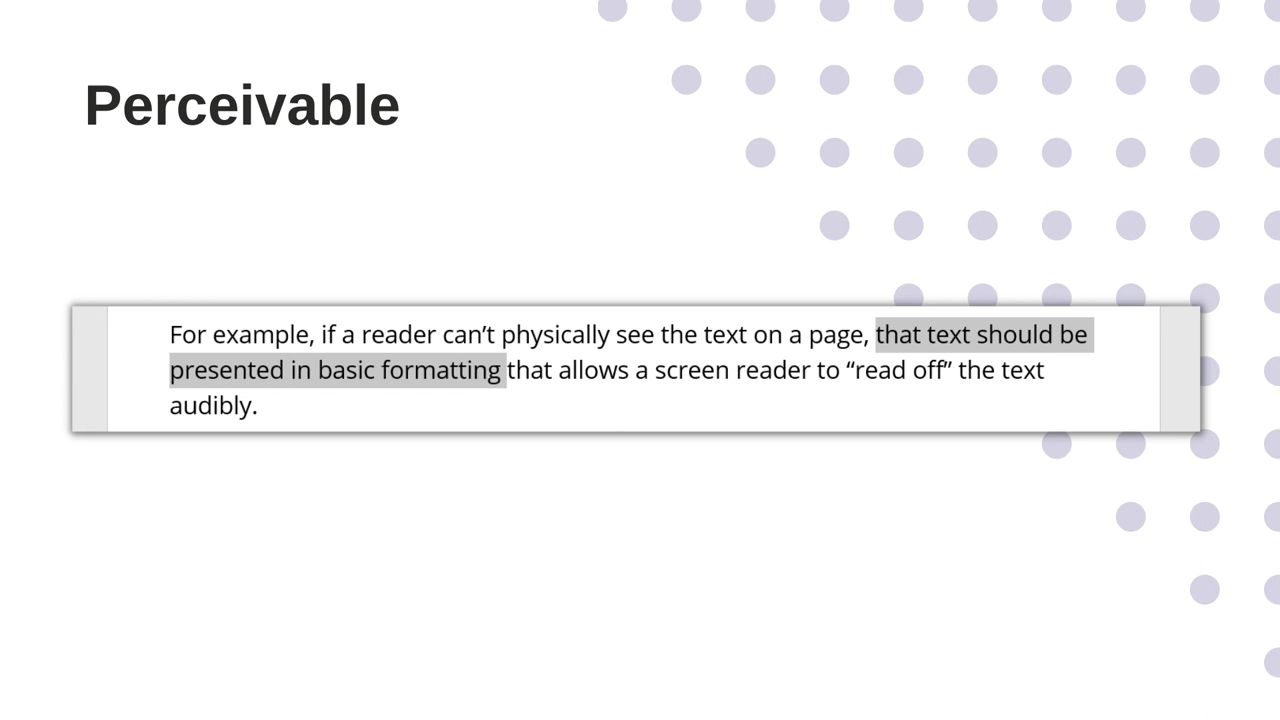 Perceivable
For example, if a reader can’t physically see the text on a page, that text should be
presented in basic formatting that allows a screen reader to “read off” the text
audibly.